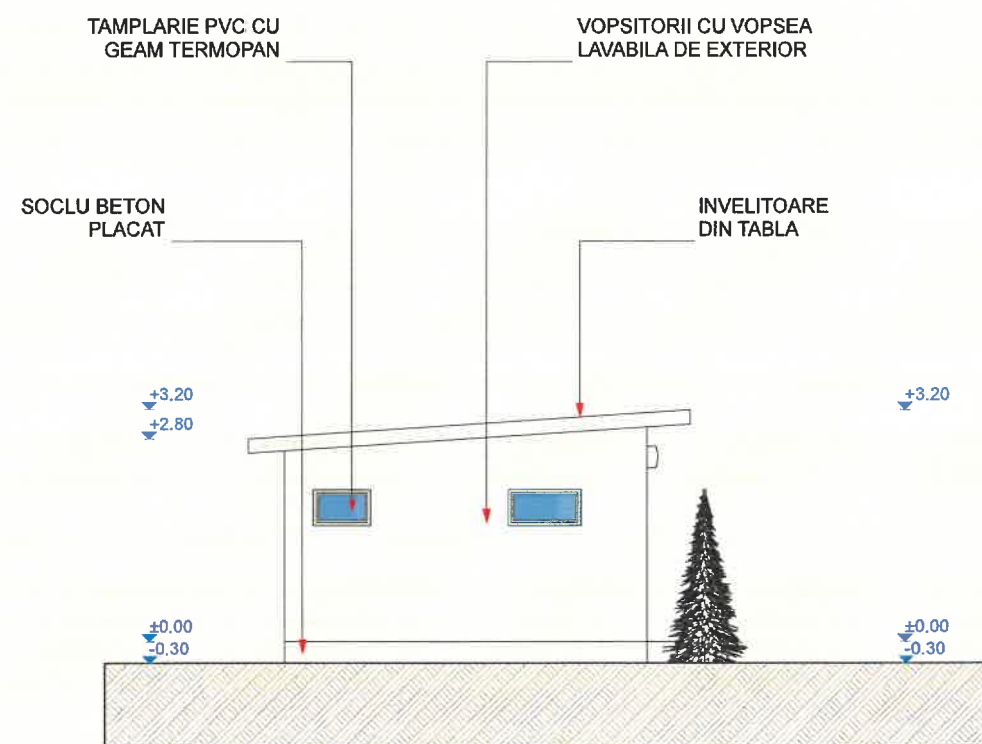 TAMPLARIE PVC CU
GEAM TERMOPAN
VOPSITORII CU VOPSEA
LAVABILA DE EXTERIOR
SOCLU BETON
PLACAT
INVELITOARE
DIN TABLA
+3.20
+2.80
+3.20
±0.00
-0.30
±0.00
-0.30